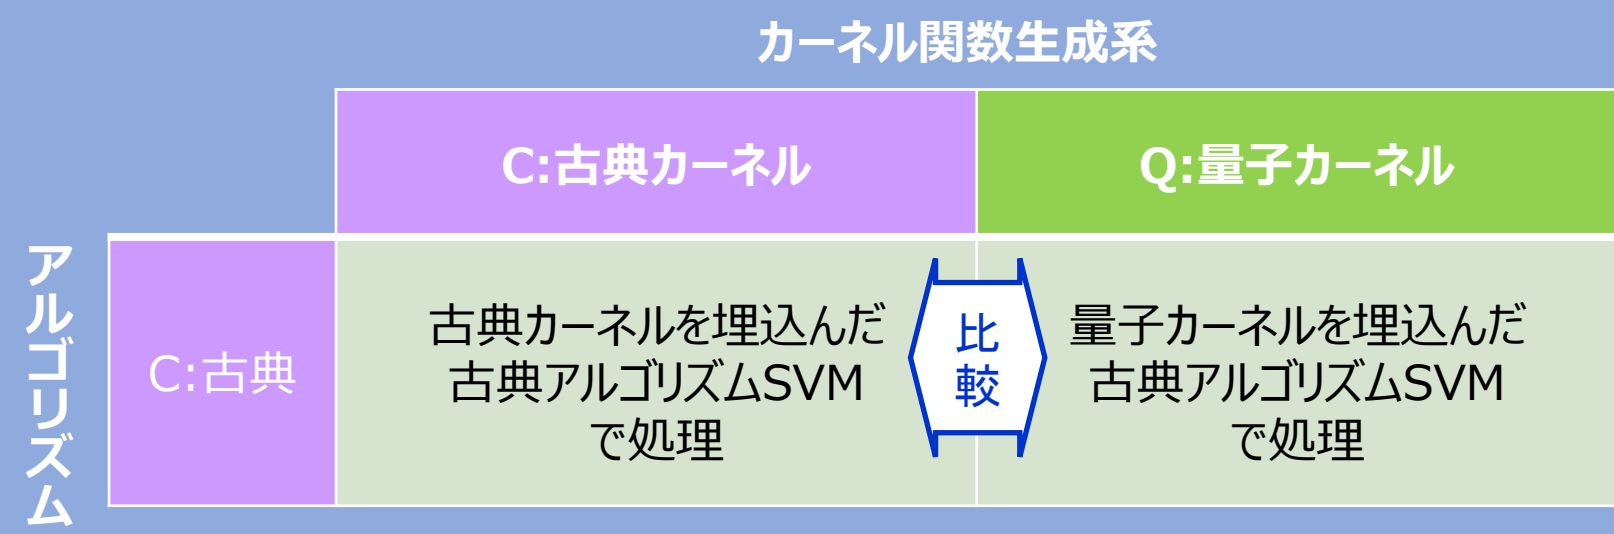 カーネル関数生成系
C:古典カーネル
Q:量子カーネル
アルゴリズム
C:古典
古典カーネルを埋込んだ
古典アルゴリズムSVM
で処理
比
較
量子カーネルを埋込んだ
古典アルゴリズムSVM
で処理